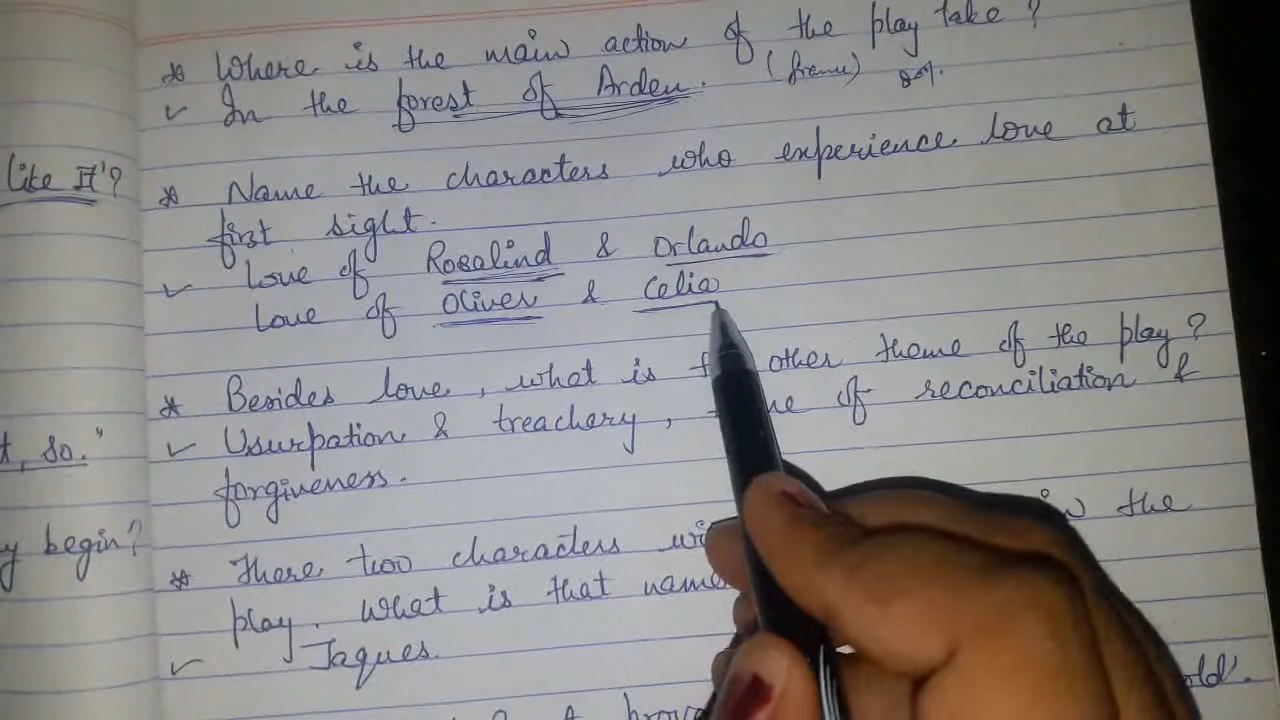 * Where is the main action of the play take?
✓ In the forest of Arden. (france)
like It'?
* Name the characters who experience love at
first sight.
✓ Love of Rosalind & Orlando
Love of Oliver & Celia
* Besides love, what is other theme of the play?
t, so."
✓ Usurpation & treachery, of reconciliation &
forgiveness.
y begin?
* There two characters in the
play. What is that name
✓ Jaques.